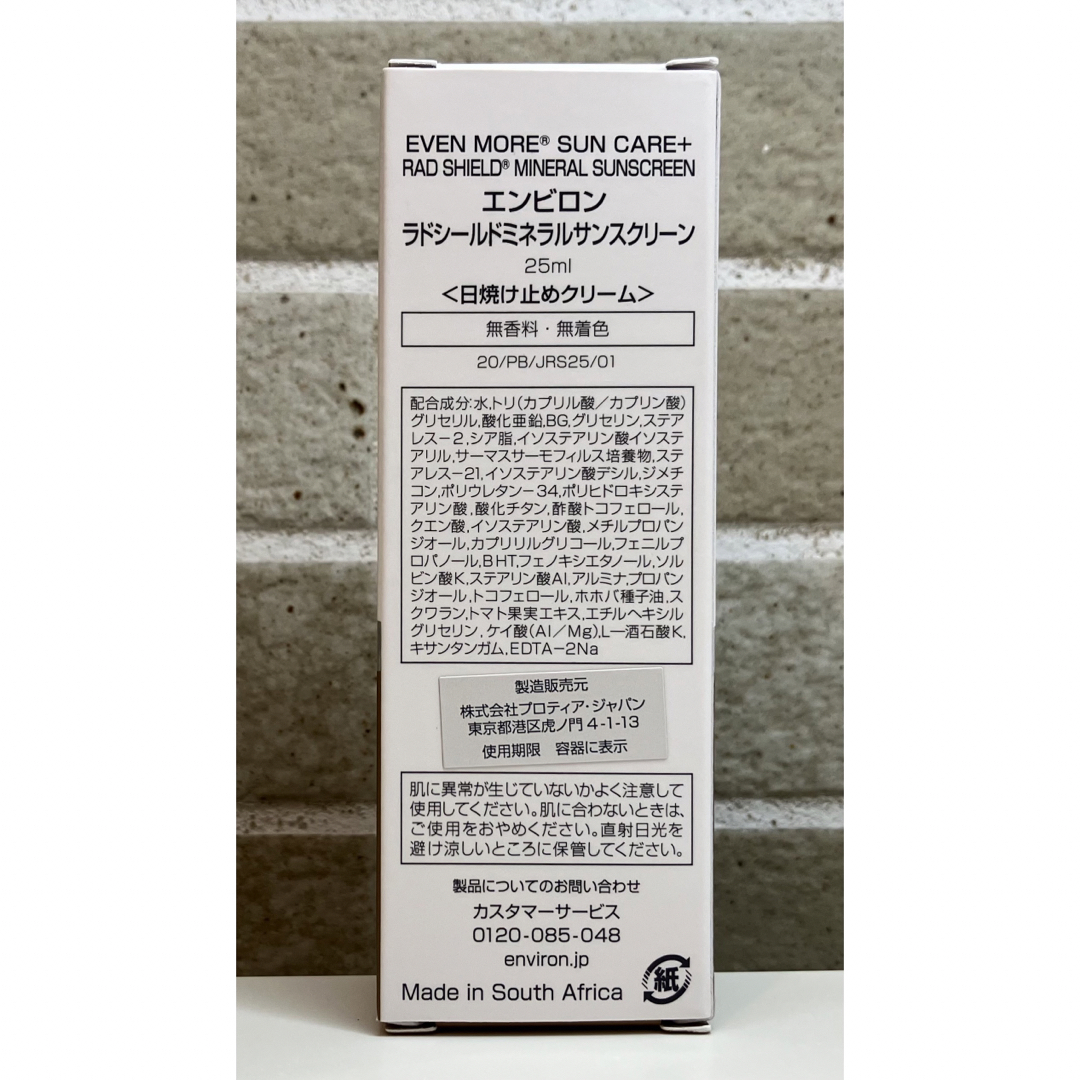 EVEN MORE® SUN CARE+
RAD SHIELD® MINERAL SUNSCREEN
エンビロン
ラドシールドミネラルサンスクリーン
25ml
＜日焼け止めクリーム＞
無香料・無着色
20/PB/JRS25/01
配合成分:水,トリ(カプリル酸／カプリン酸)
グリセリル,酸化亜鉛,BG,グリセリン,ステア
レス－2,シア脂,イソステアリン酸イソステ
アリル,サーマスサーモフィルス培養物,ステ
アレス－21,イソステアリン酸デシル,ジメチ
コン,ポリウレタン－34,ポリヒドロキシステ
アリン酸,酸化チタン,酢酸トコフェロール,
クエン酸,イソステアリン酸,メチルプロパン
ジオール,カプリリルグリコール,フェニルプ
ロパノール,BHT,フェノキシエタノール,ソル
ビン酸K,ステアリン酸Al,アルミナ,プロパン
ジオール,トコフェロール,ホホバ種子油,ス
クワラン,トマト果実エキス,エチルヘキシル
グリセリン,ケイ酸(Al／Mg),L—酒石酸K,
キサンタンガム,EDTA－2Na
製造販売元
株式会社プロティア・ジャパン
東京都港区虎ノ門 4-1-13
使用期限　容器に表示
肌に異常が生じていないかよく注意して
使用してください。肌に合わないときは、
ご使用をおやめください。直射日光を
避け涼しいところに保管してください。
製品についてのお問い合わせ
カスタマーサービス
0120-085-048
environ.jp
Made in South Africa
紙